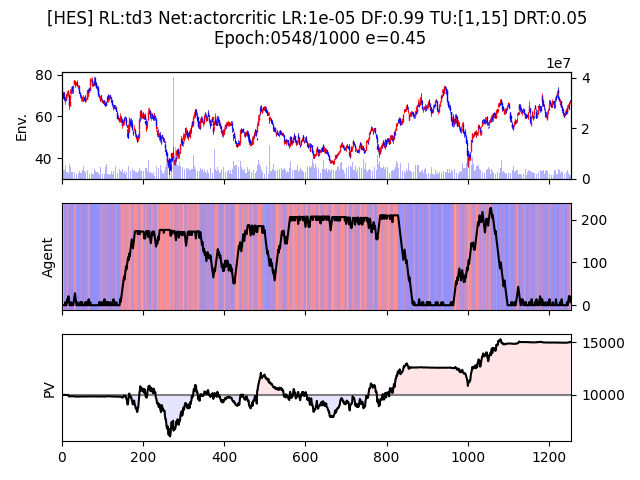 [HES] RL:td3 Net:actorcritic LR:1e-05 DF:0.99 TU:[1,15] DRT:0.05
Epoch:0548/1000 e=0.45
1e7
80
60
40
Env.
4
2
0
Agent
200
100
0
PV
15000
10000
0 200 400 600 800 1000 1200